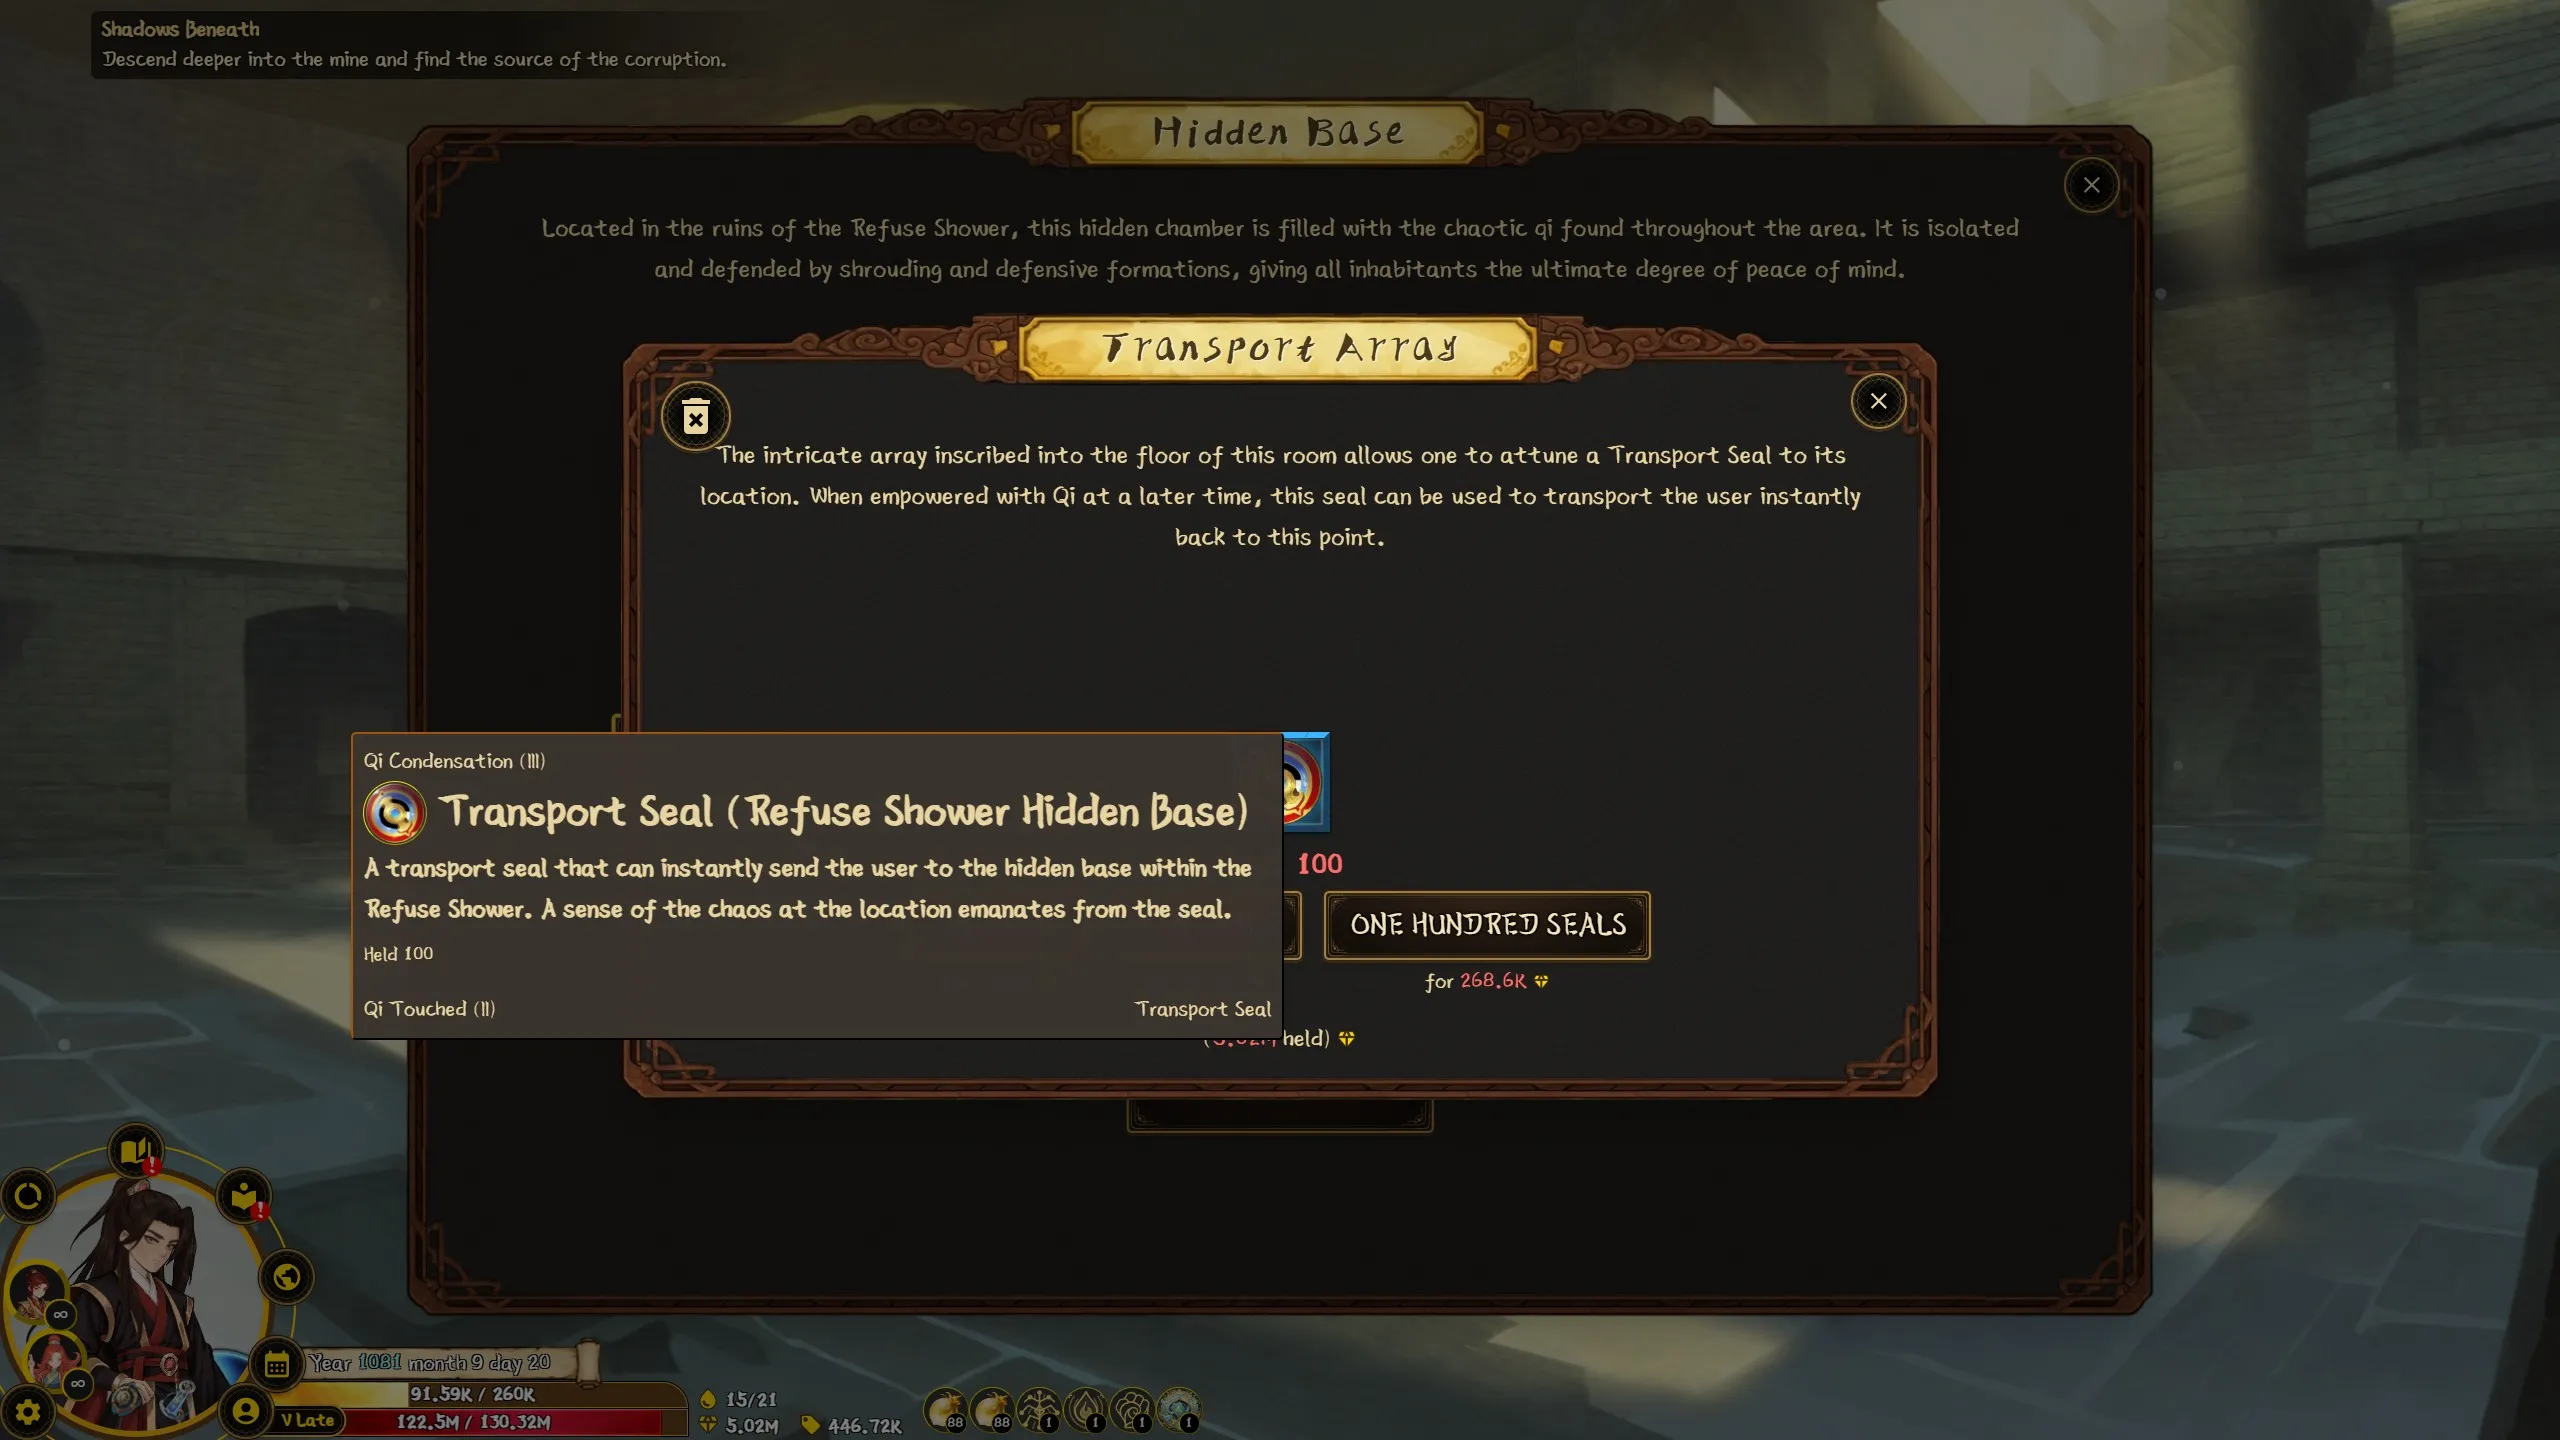 Shadows Beneath
Descend deeper into the mine and find the source of the corruption.
Hidden Base
Located in the ruins of the Refuse Shower, this hidden chamber is filled with the chaotic qi found throughout the area. It is isolated
and defended by shrouding and defensive formations, giving all inhabitants the ultimate degree of peace of mind.
Transport Array
The intricate array inscribed into the floor of this room allows one to attune a Transport Seal to its
location. When empowered with Qi at a later time, this seal can be used to transport the user instantly
back to this point.
Qi Condensation (III)
Transport Seal (Refuse Shower Hidden Base)
A transport seal that can instantly send the user to the hidden base within the
Refuse Shower. A sense of the chaos at the location emanates from the seal.
Held 100
Qi Touched (II)
Transport Seal
100
ONE HUNDRED SEALS
for 268.6K
held)
Year 1081 month 9 day 20
91.59K / 260K
V Late
122.5M / 130.32M
15/21
5.02M
446.72K
88
88
1
1
1
1